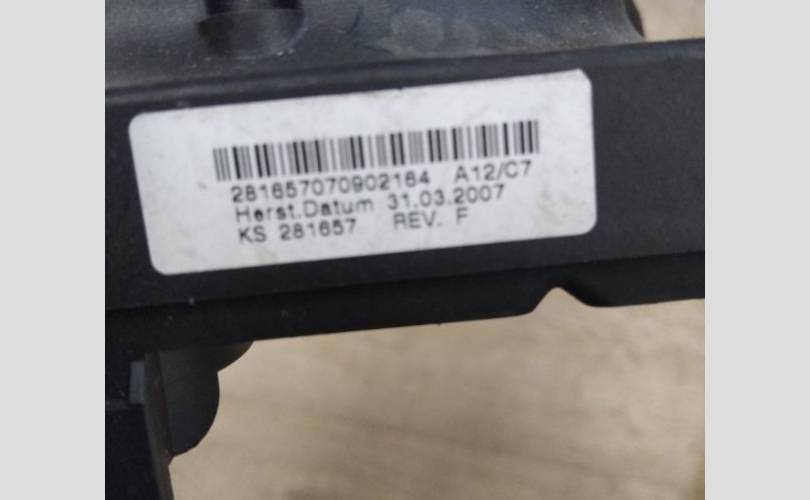 281657070902164 A12/C7
Herst.Datum 31.03.2007
KS 281657 REV. F